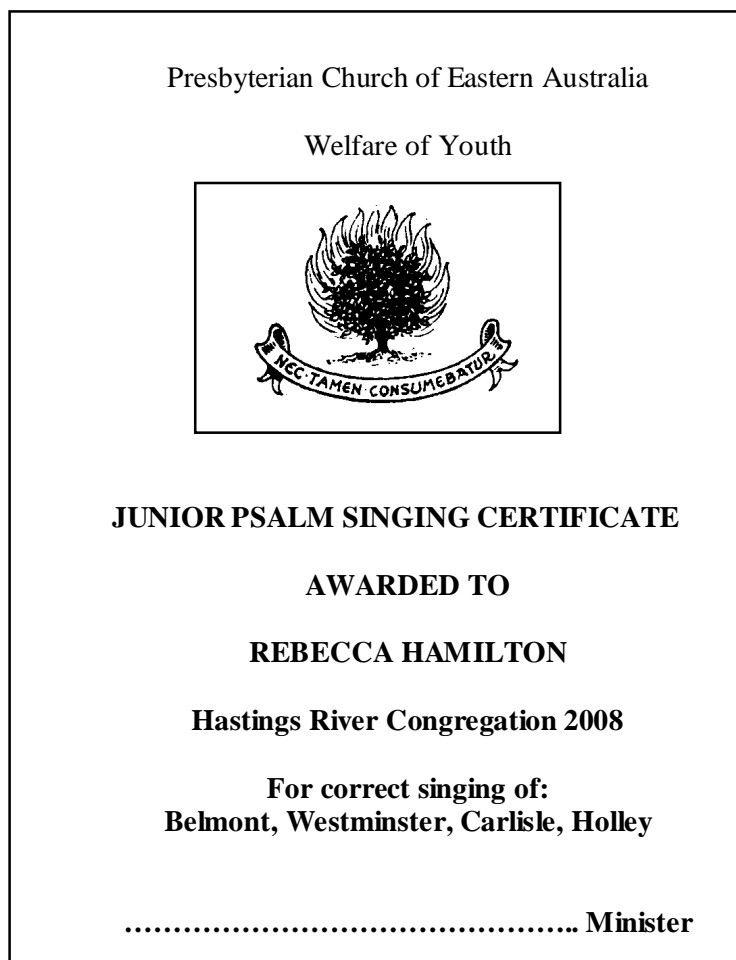 Presbyterian Church of Eastern Australia
Welfare of Youth
NEC·TAMEN·CONSUMEBATUR
JUNIOR PSALM SINGING CERTIFICATE
AWARDED TO
REBECCA HAMILTON
Hastings River Congregation 2008
For correct singing of:
Belmont, Westminster, Carlisle, Holley
……………………………………….. Minister